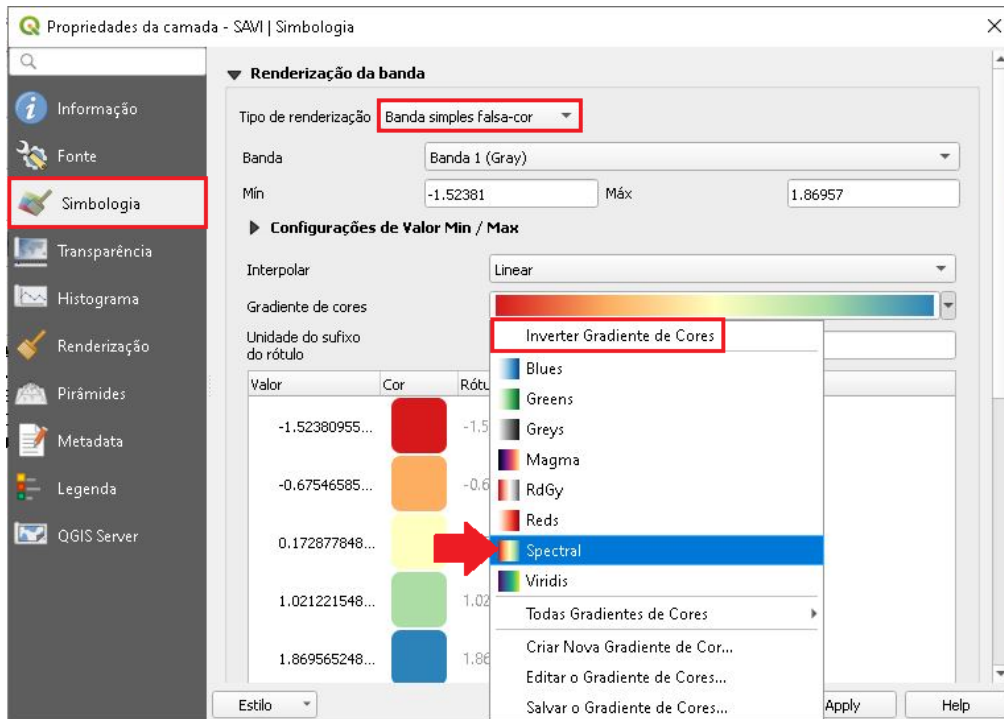 Propriedades da camada - SAVI | Simbologia
Informação
Fonte
Simbologia
Transparência
Histograma
Renderização
Pirâmides
Metadata
Legenda
QGIS Server
Renderização da banda
Tipo de renderização Banda simples falsa-cor
Banda Banda 1 (Gray)
Mín -1.52381 Máx 1.86957
Configurações de Valor Min / Max
Interpolar Linear
Gradiente de cores
Unidade do sufixo
do rótulo
Valor Cor Rótu
-1.52380955... -1.5
-0.67546585... -0.6
0.172877848...
1.021221548... 1.02
1.869565248... 1.86
Inverter Gradiente de Cores
Blues
Greens
Greys
Magma
RdGy
Reds
Spectral
Viridis
Todas Gradientes de Cores
Criar Nova Gradiente de Cor...
Editar o Gradiente de Cores...
Salvar o Gradiente de Cores...
Estilo Apply Help